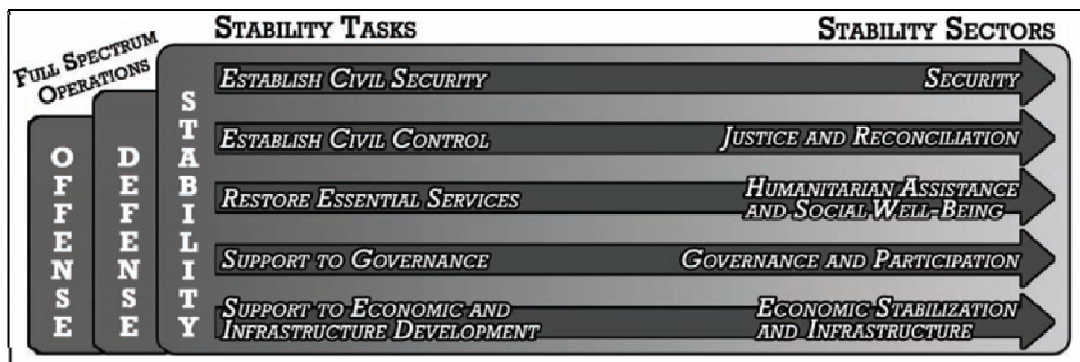 STABILITY TASKS
STABILITY SECTORS
FULL SPECTRUM
OPERATIONS
OFFENSE
DEFENSE
STABILITY
ESTABLISH CIVIL SECURITY
SECURITY
ESTABLISH CIVIL CONTROL
JUSTICE AND RECONCILIATION
RESTORE ESSENTIAL SERVICES
HUMANITARIAN ASSISTANCE
AND SOCIAL WELL-BEING
SUPPORT TO GOVERNANCE
GOVERNANCE AND PARTICIPATION
SUPPORT TO ECONOMIC AND
INFRASTRUCTURE DEVELOPMENT
ECONOMIC STABILIZATION
AND INFRASTRUCTURE